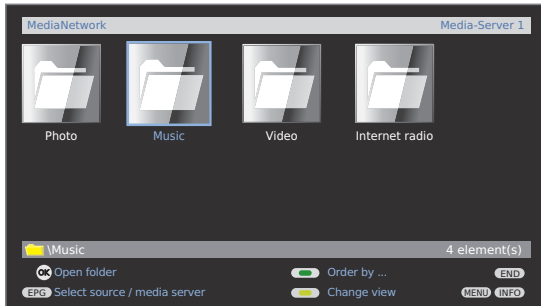 MediaNetwork Media-Server 1
Photo Music Video Internet radio
\Music 4 element(s)
OK Open folder Order by ... END
EPG Select source / media server Change view MENU INFO